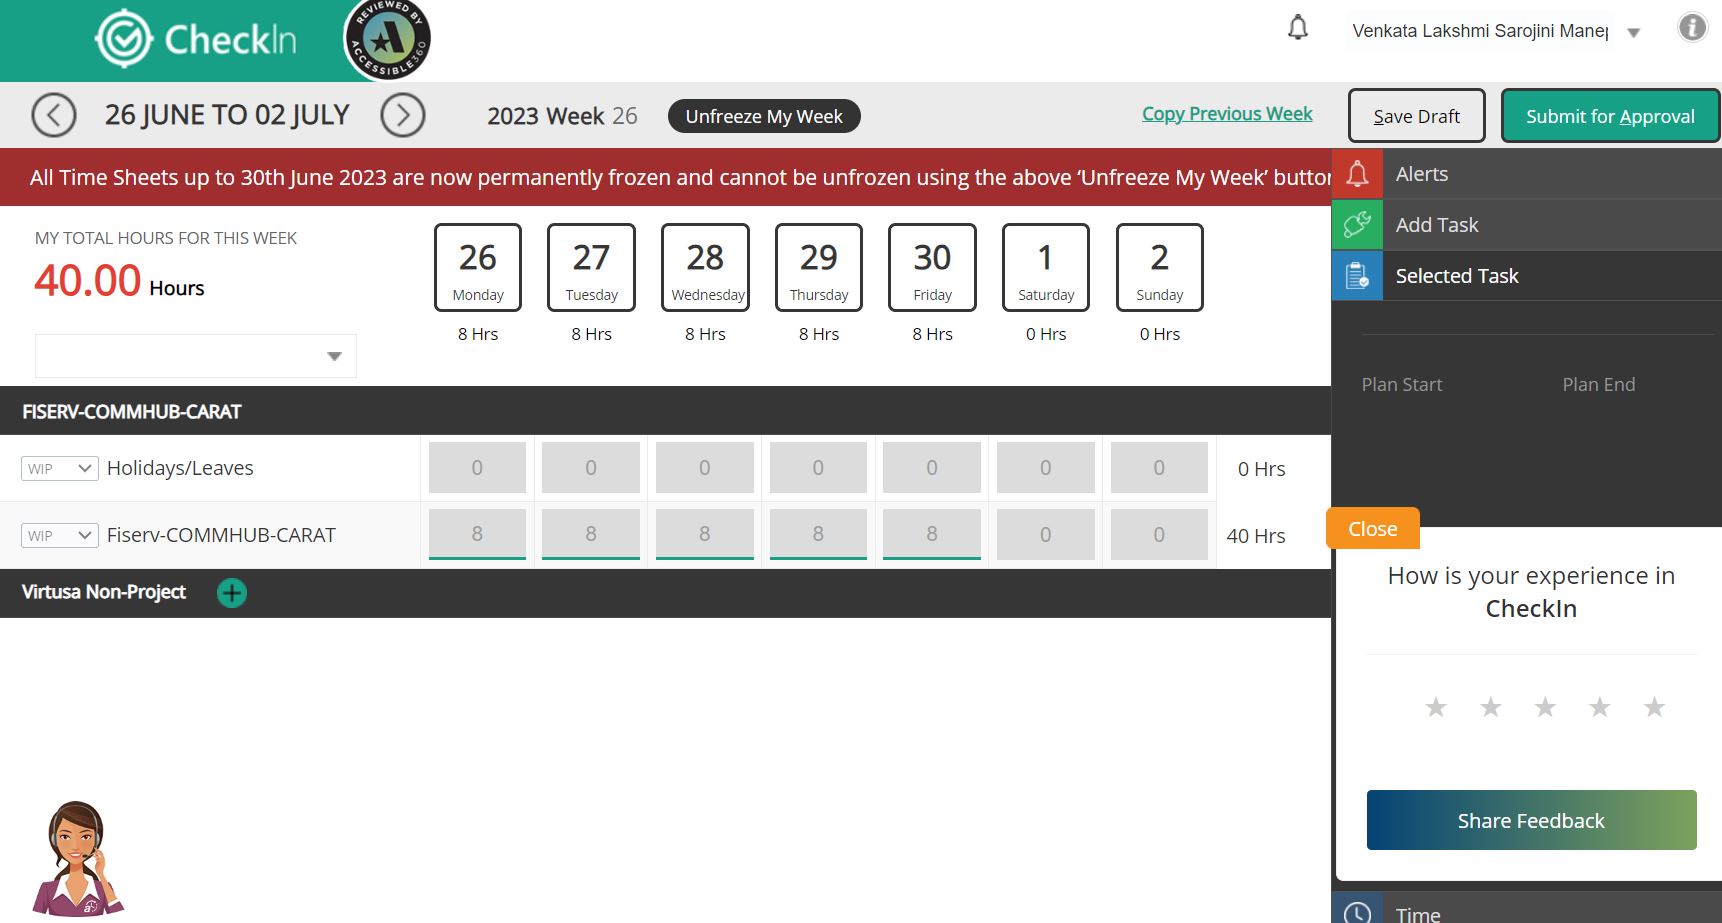 CheckIn
REVIEWED BY
ACCESSIBLE360
Venkata Lakshmi Sarojini
26 JUNE TO 02 JULY
2023 Week 26
Unfreeze My Week
Copy Previous Week
Save Draft
Submit for Approval
All Time Sheets up to 30th June 2023 are now permanently frozen and cannot be unfrozen using the above ‘Unfreeze My Week’
Alerts
Add Task
Selected Task
Plan Start Plan End
MY TOTAL HOURS FOR THIS WEEK
40.00 Hours
26 27 28 29 30 1 2
Monday Tuesday Wednesday Thursday Friday Saturday Sunday
8 Hrs 8 Hrs 8 Hrs 8 Hrs 8 Hrs 0 Hrs 0 Hrs
FISERV-COMMHUB-CARAT
WIP Holidays/Leaves 0 0 0 0 0 0 0 0 Hrs
WIP Fiserv-COMMHUB-CARAT 8 8 8 8 8 0 0 40 Hrs
Virtusa Non-Project
Close
How is your experience in
CheckIn
Share Feedback
Time